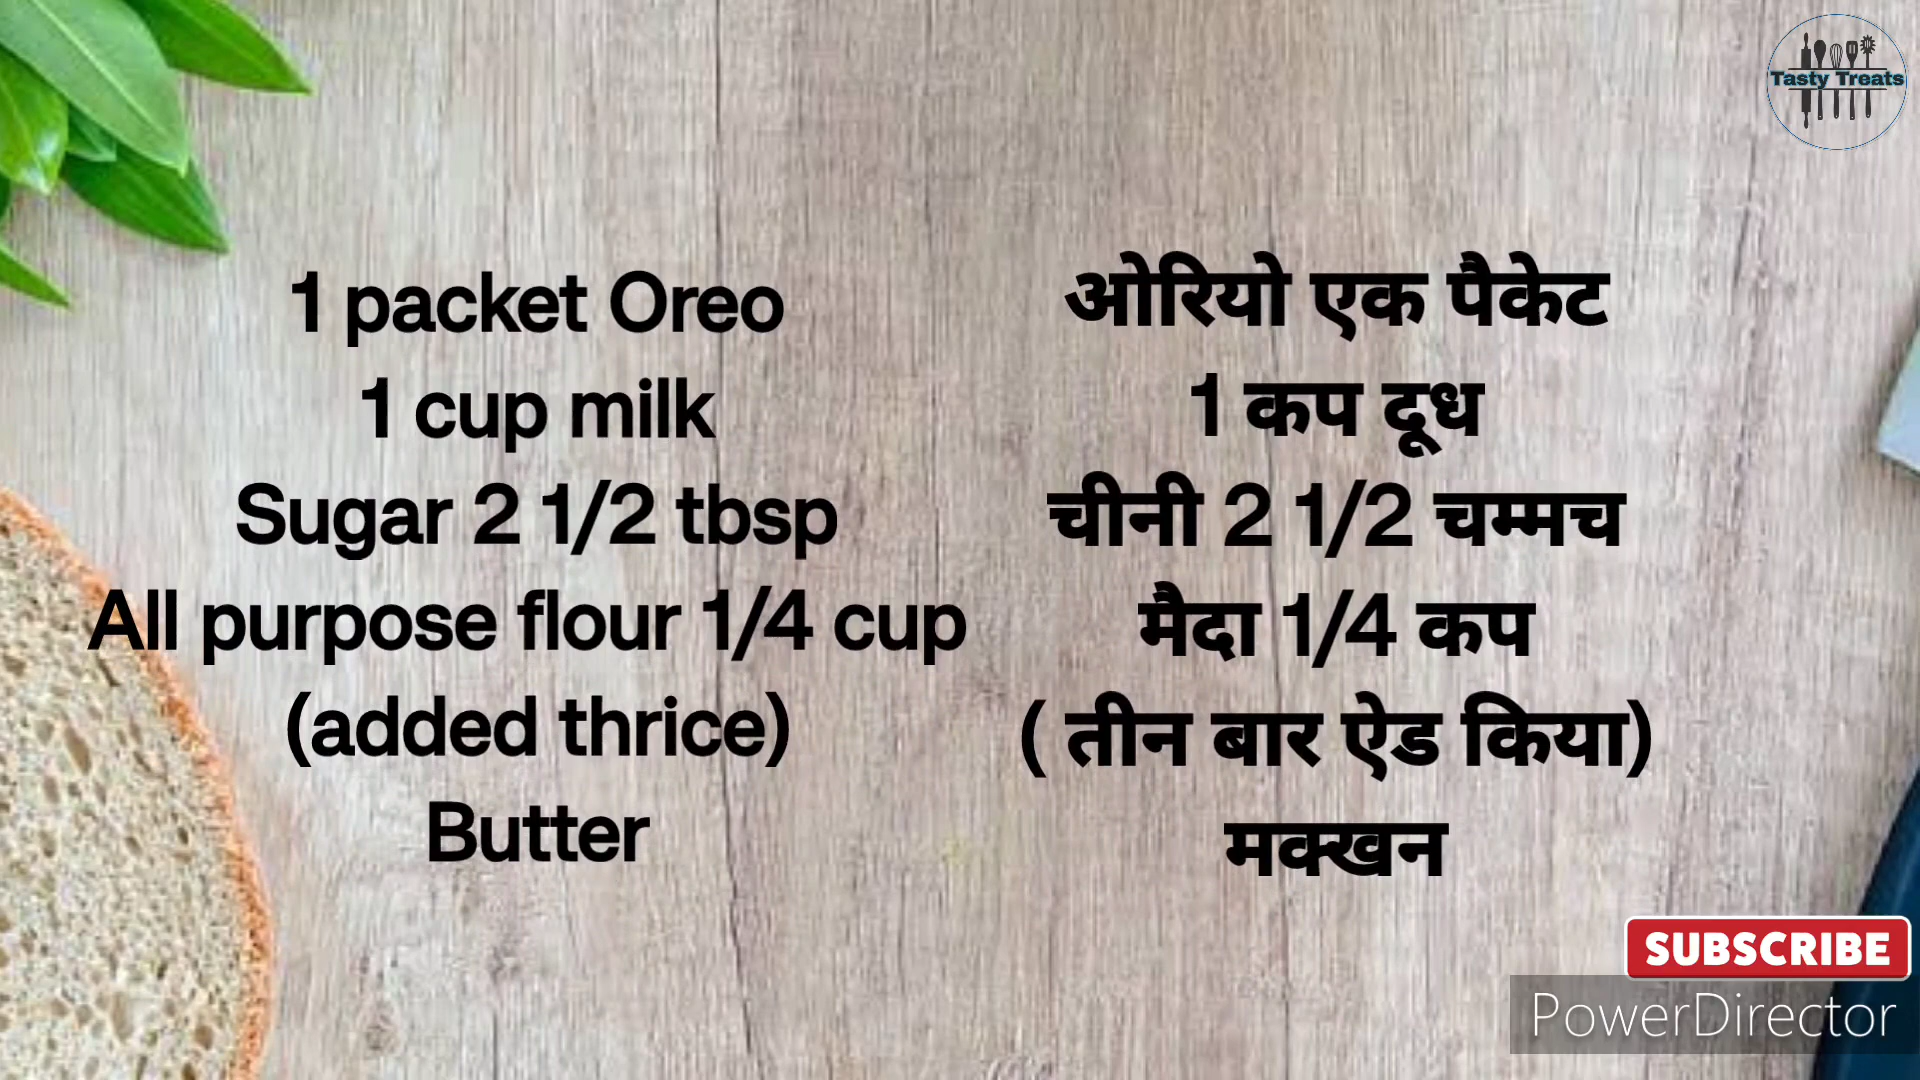 Tasty Treats
1 packet Oreo
1 cup milk
Sugar 2 1/2 tbsp
All purpose flour 1/4 cup
(added thrice)
Butter
ओरियो एक पैकेट
1 कप दूध
चीनी 2 1/2 चम्मच
मैदा 1/4 कप
( तीन बार ऐड किया)
मक्खन
SUBSCRIBE
PowerDirector